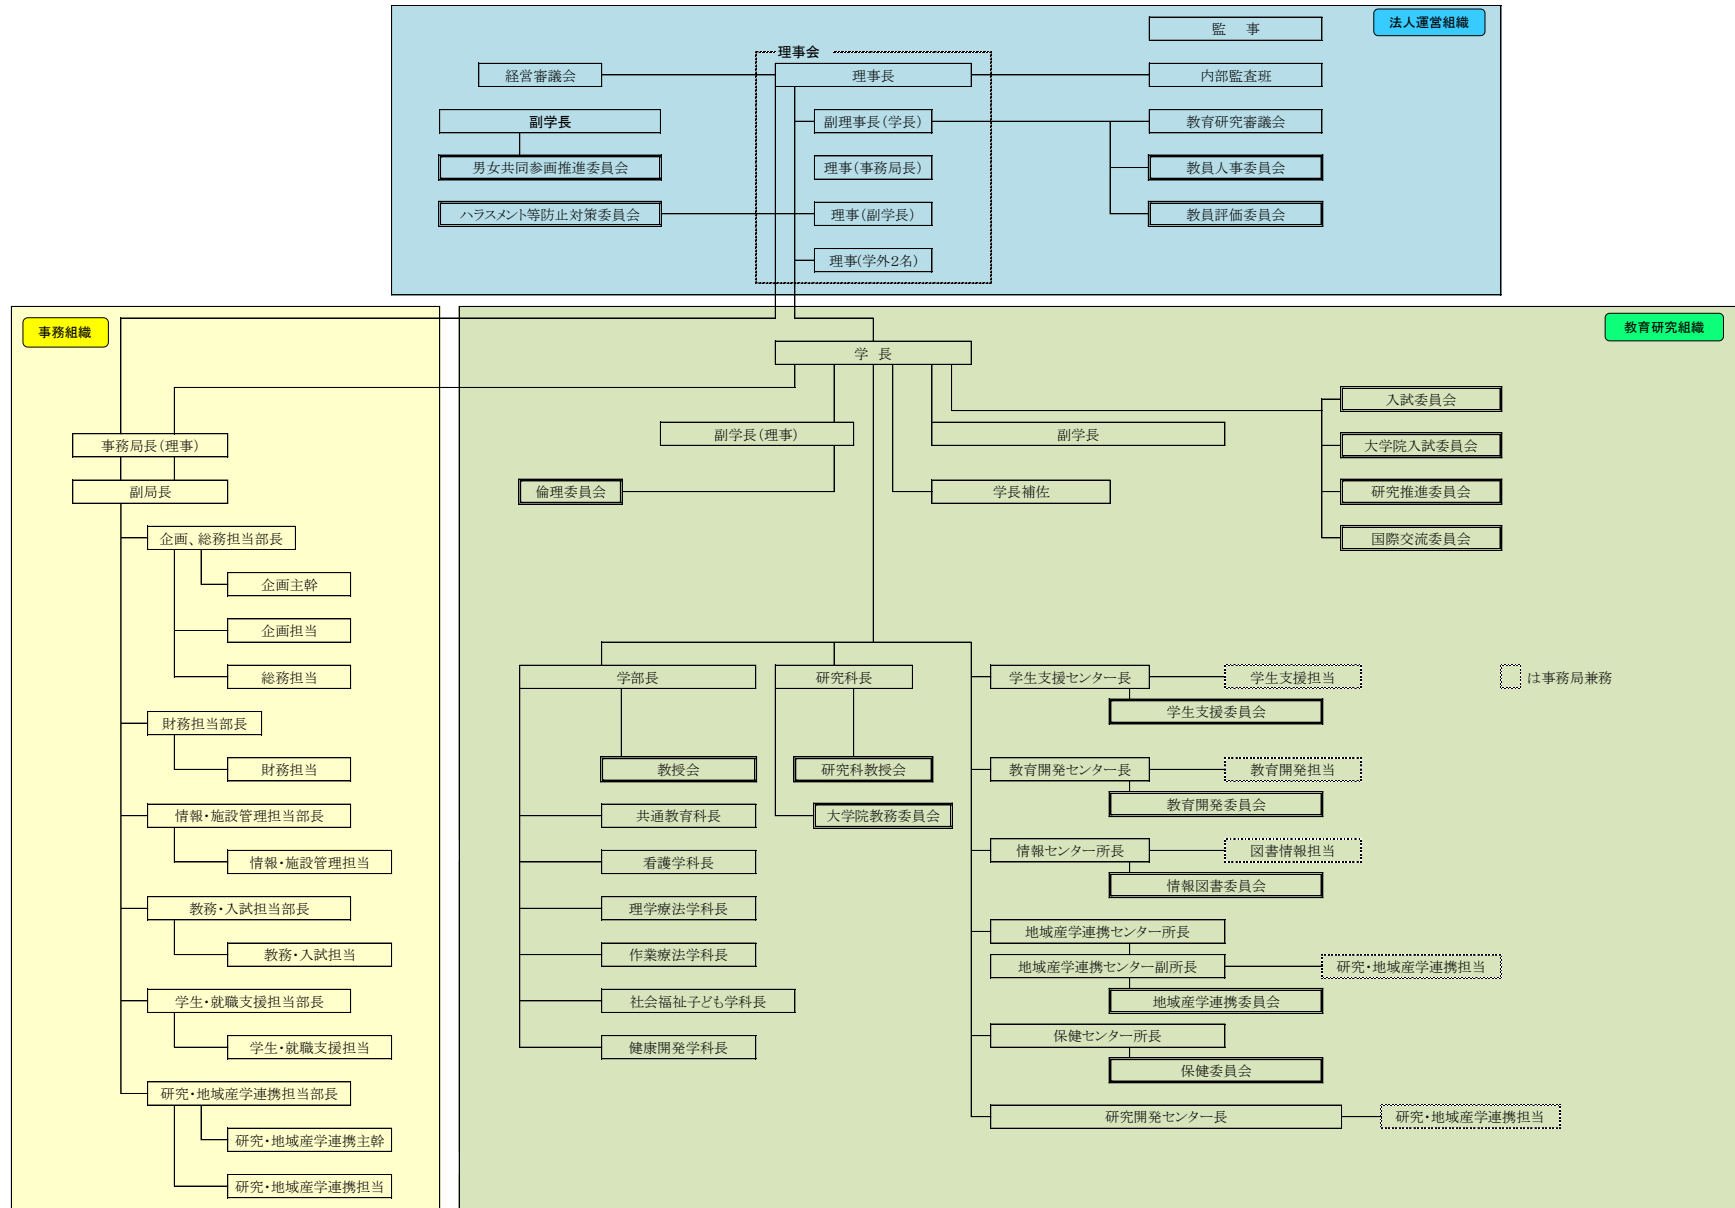 法人運営組織
監　事
理事会
経営審議会
理事長
内部監査班
副学長
副理事長(学長)
教育研究審議会
男女共同参画推進委員会
理事(事務局長)
教員人事委員会
ハラスメント等防止対策委員会
理事(副学長)
教員評価委員会
理事(学外2名)
事務組織
事務局長(理事)
副局長
企画、総務担当部長
企画主幹
企画担当
総務担当
財務担当部長
財務担当
情報・施設管理担当部長
情報・施設管理担当
教務・入試担当部長
教務・入試担当
学生・就職支援担当部長
学生・就職支援担当
研究・地域産学連携担当部長
研究・地域産学連携主幹
研究・地域産学連携担当
教育研究組織
学 長
入試委員会
副学長(理事)
副学長
大学院入試委員会
倫理委員会
学長補佐
研究推進委員会
国際交流委員会
学部長
教授会
共通教育科長
看護学科長
理学療法学科長
作業療法学科長
社会福祉子ども学科長
健康開発学科長
研究科長
研究科教授会
大学院教務委員会
学生支援センター長
学生支援担当
は事務局兼務
学生支援委員会
教育開発センター長
教育開発担当
教育開発委員会
情報センター所長
図書情報担当
情報図書委員会
地域産学連携センター所長
地域産学連携センター副所長
研究・地域産学連携担当
地域産学連携委員会
保健センター所長
保健委員会
研究開発センター長
研究・地域産学連携担当